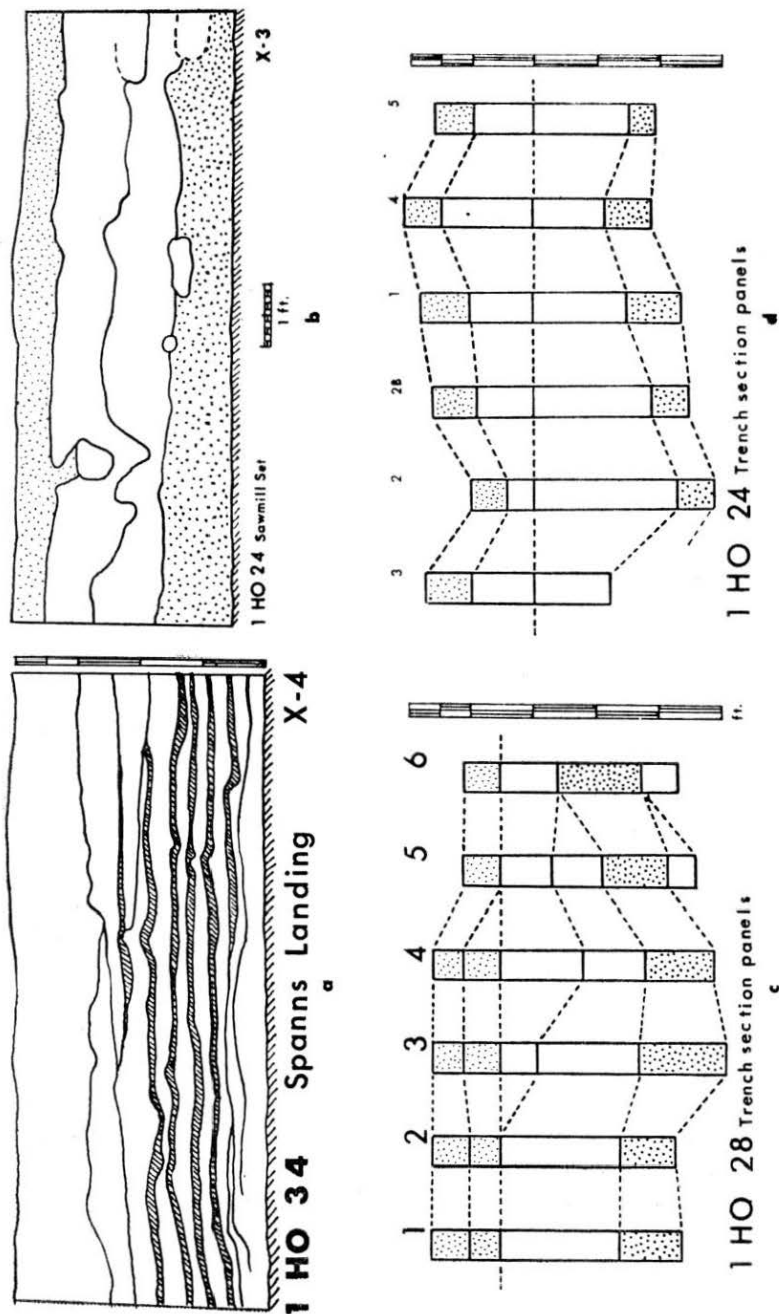 1 HO 34 Spanns Landing X-4
a
1 HO 24 Sawmill Set X-3
1 ft.
b
1 2 3 4 5 6
ft.
1 HO 28 Trench section panels
c
3 2 2B 1 4 5
1 HO 24 Trench section panels
d